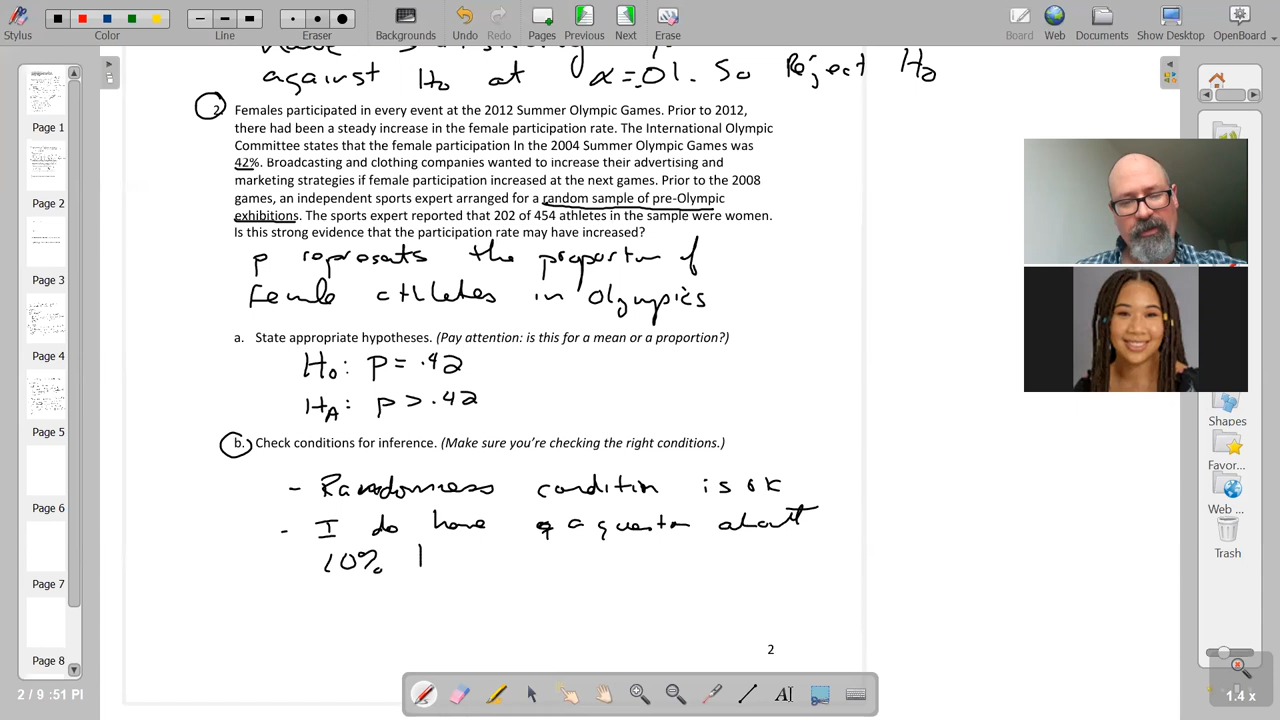 Stylus
Color
Line
Eraser
Backgrounds
Undo
Redo
Pages
Previous
Next
Erase
Board
Web
Documents
Show Desktop
OpenBoard
against H0 at α = .01. So Reject H0
2. Females participated in every event at the 2012 Summer Olympic Games. Prior to 2012,
there had been a steady increase in the female participation rate. The International Olympic
Committee states that the female participation In the 2004 Summer Olympic Games was
42%. Broadcasting and clothing companies wanted to increase their advertising and
marketing strategies if female participation increased at the next games. Prior to the 2008
games, an independent sports expert arranged for a random sample of pre-Olympic
exhibitions. The sports expert reported that 202 of 454 athletes in the sample were women.
Is this strong evidence that the participation rate may have increased?
p represents the proportion of
Female athletes in Olympics
a. State appropriate hypotheses. (Pay attention: is this for a mean or a proportion?)
H0: p = .42
HA: p > .42
b. Check conditions for inference. (Make sure you're checking the right conditions.)
- Randomness condition is ok
- I do have a question about
10%
2
Page 1
Page 2
Page 3
Page 4
Page 5
Page 6
Page 7
Page 8
2 / 9 :51 PI
Shapes
Favor...
Web ...
Trash
1.4 x